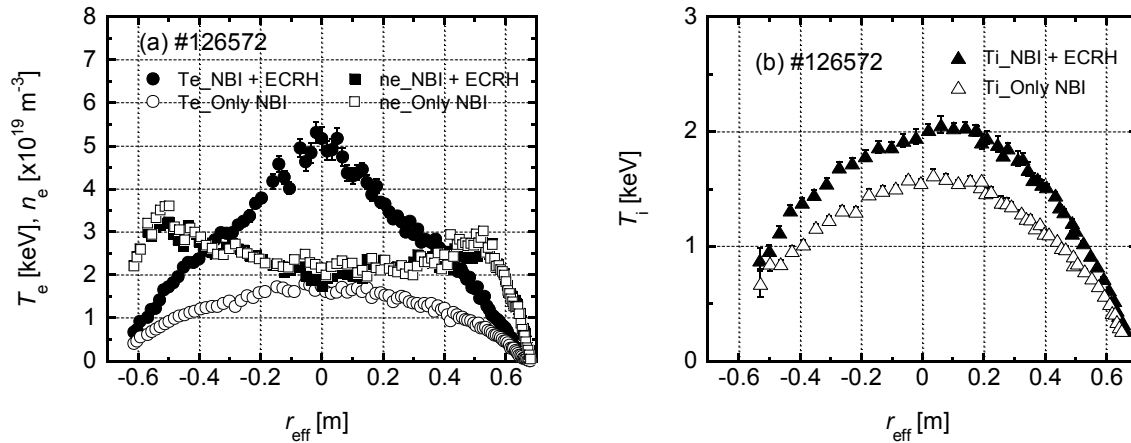 (a) #126572
Te_NBI + ECRH
ne_NBI + ECRH
Te_Only NBI
ne_Only NBI
8
7
6
5
4
3
2
1
0
-0.6 -0.4 -0.2 0 0.2 0.4 0.6
T_e [keV], n_e [x10^19 m^-3]
r_eff [m]
(b) #126572
Ti_NBI + ECRH
Ti_Only NBI
3
2
1
0
-0.6 -0.4 -0.2 0 0.2 0.4 0.6
T_i [keV]
r_eff [m]